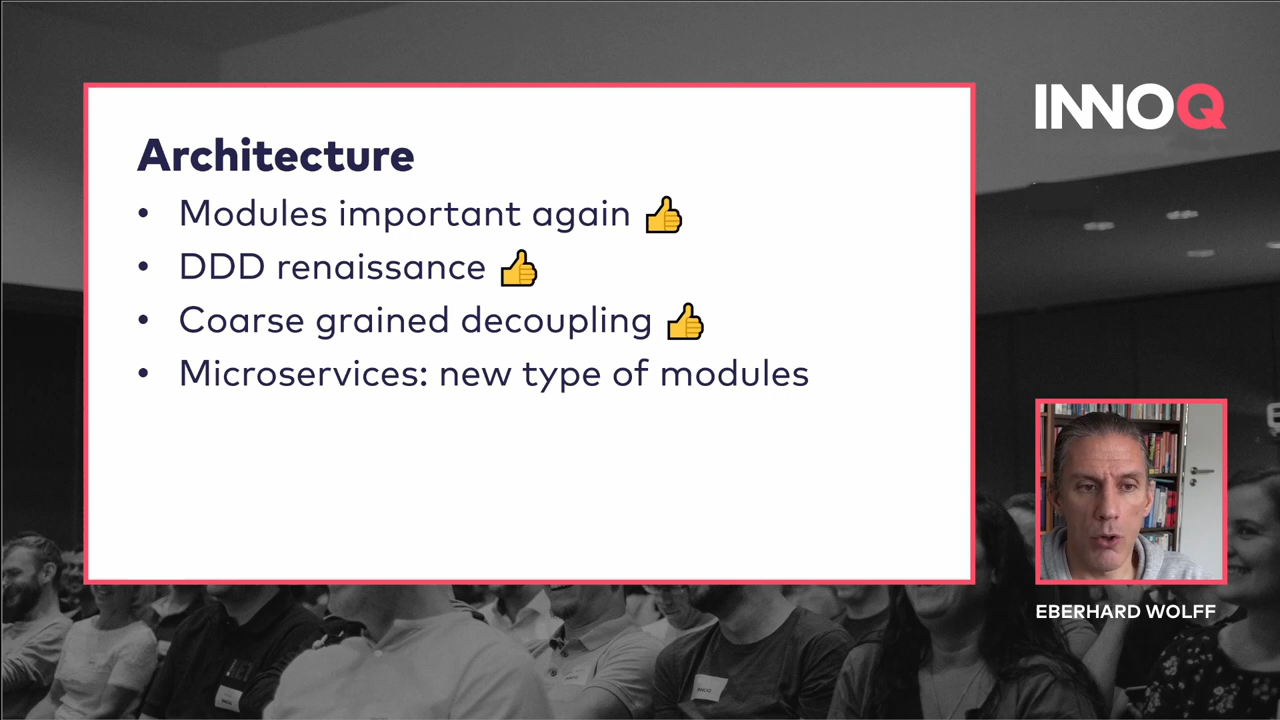 INNOQ
Architecture
• Modules important again 👍
• DDD renaissance 👍
• Coarse grained decoupling 👍
• Microservices: new type of modules
EBERHARD WOLFF